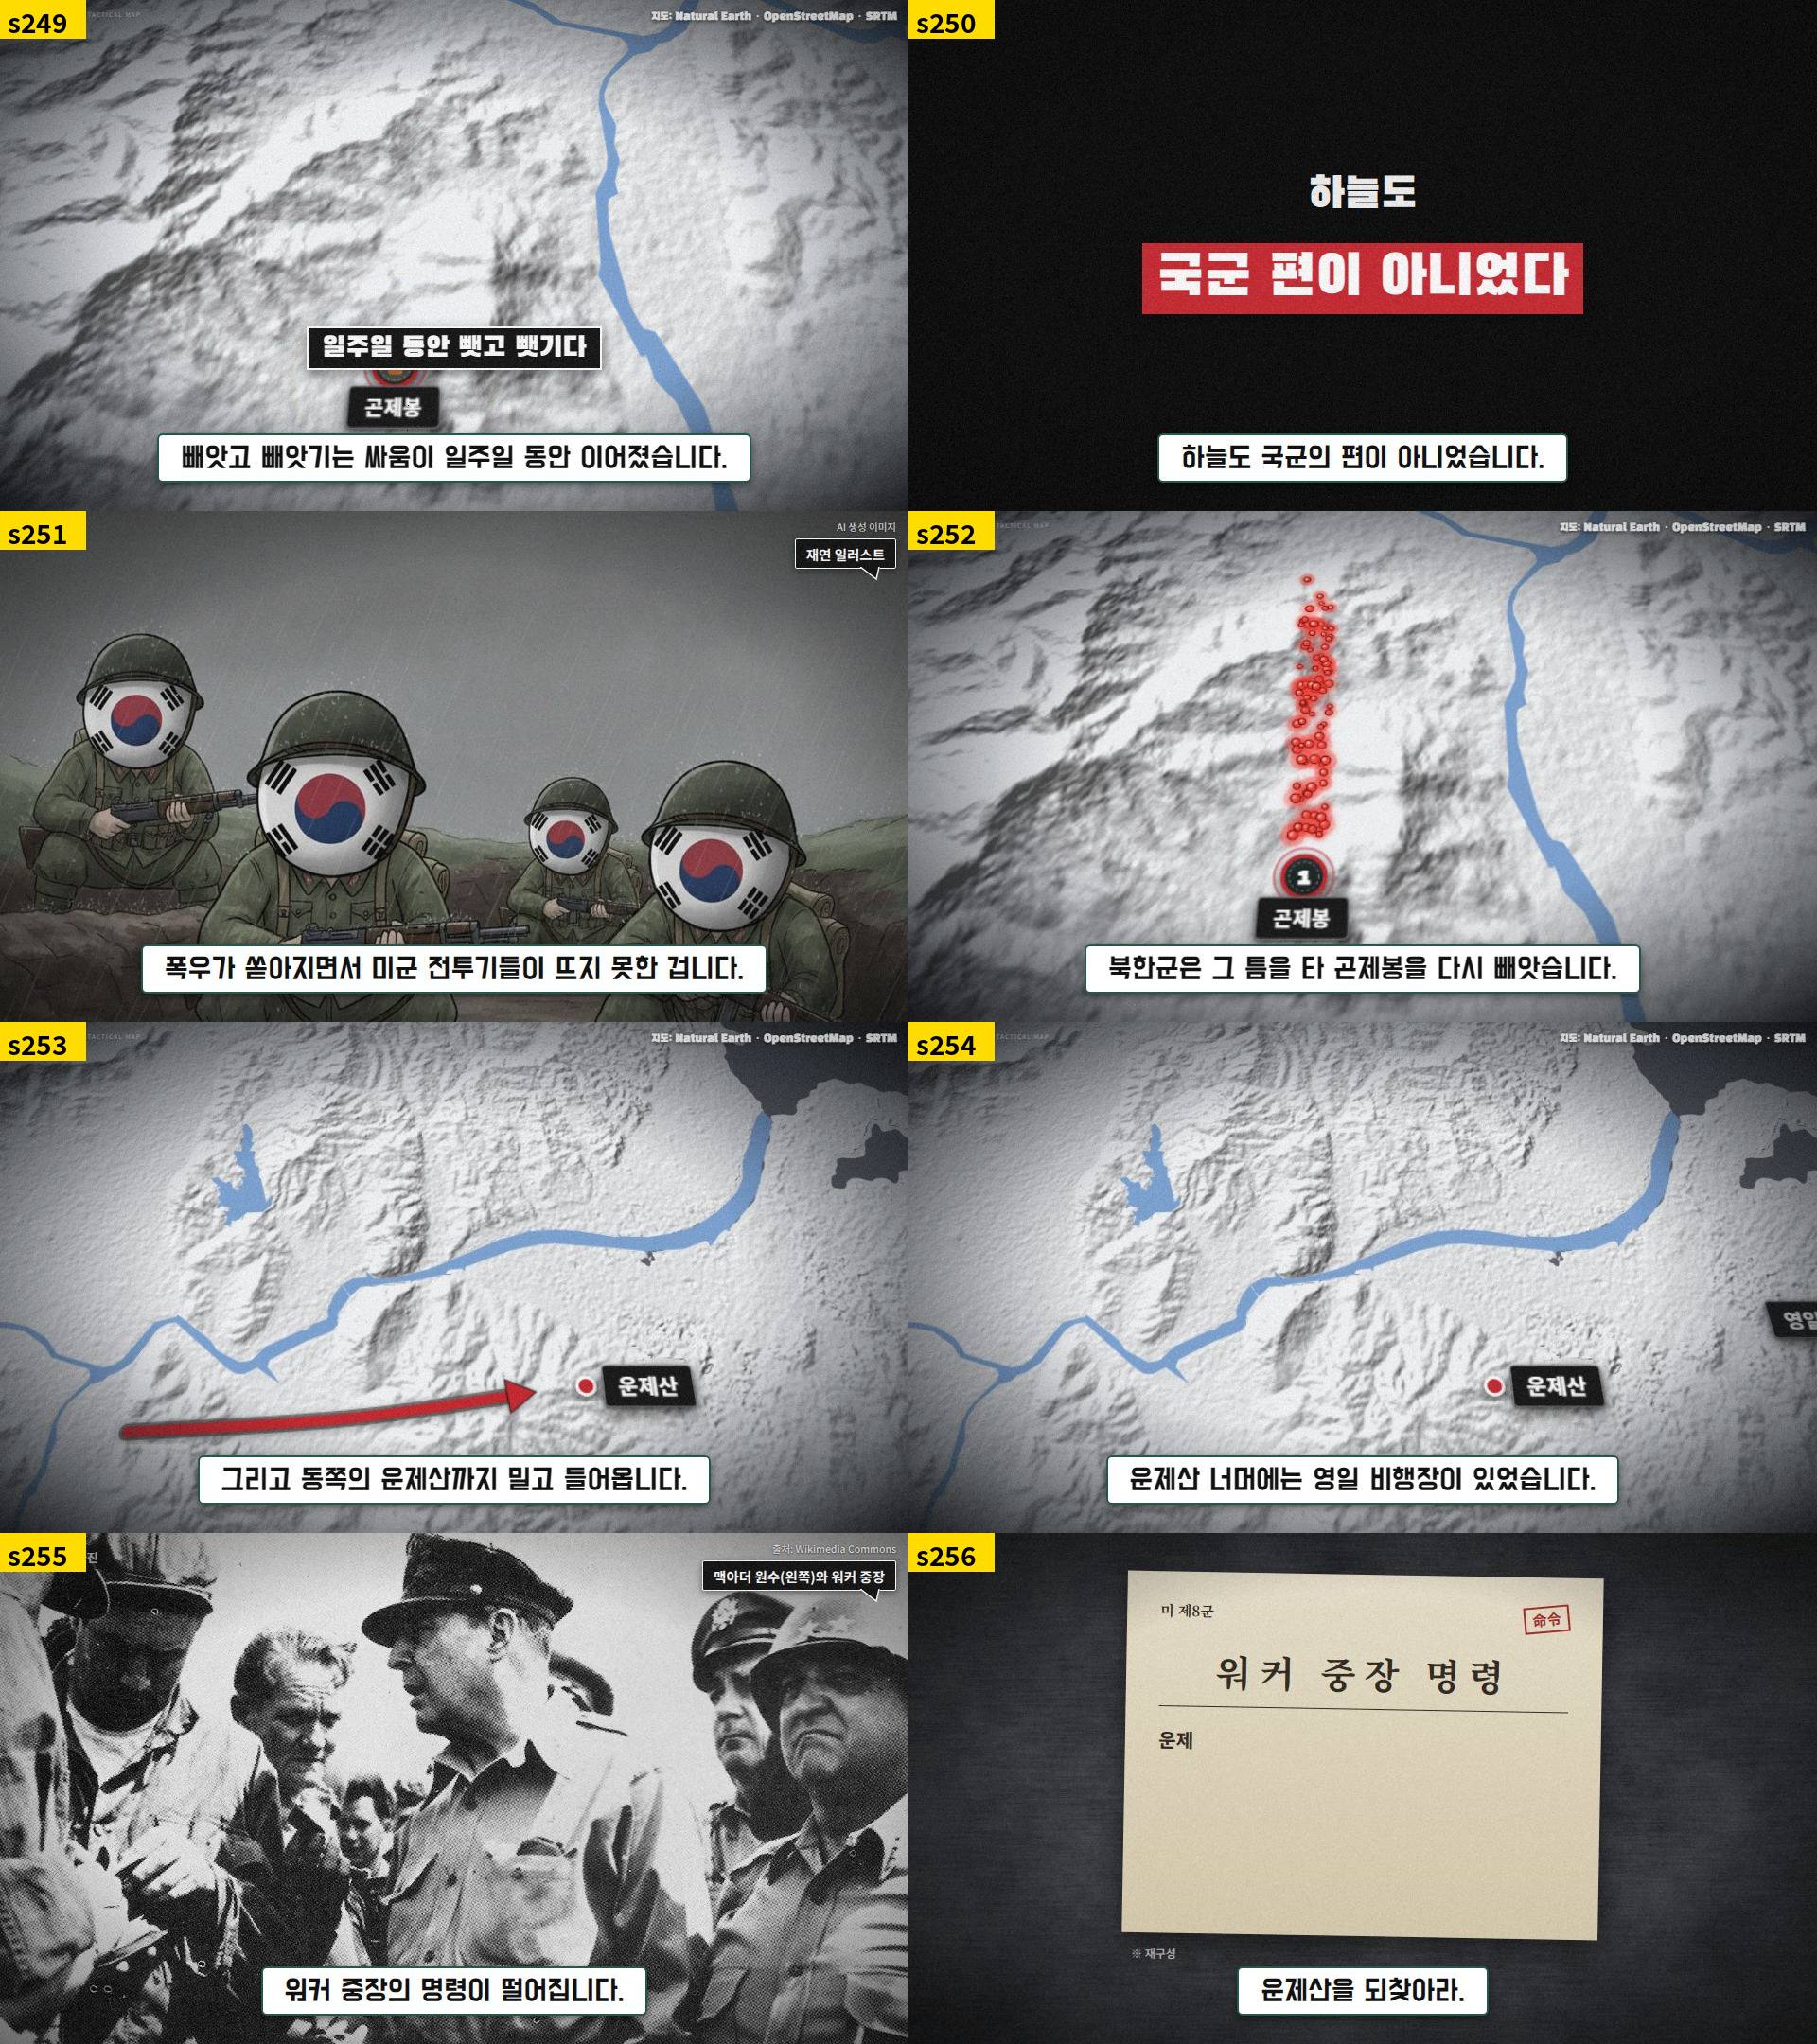 s249
TACTICAL MAP
지도: Natural Earth · OpenStreetMap · SRTM
일주일 동안 뺏고 뺏기다
곤제봉
빼앗고 빼앗기는 싸움이 일주일 동안 이어졌습니다.
s250
하늘도
국군 편이 아니었다
하늘도 국군의 편이 아니었습니다.
s251
AI 생성 이미지
재연 일러스트
폭우가 쏟아지면서 미군 전투기들이 뜨지 못한 겁니다.
s252
TACTICAL MAP
지도: Natural Earth · OpenStreetMap · SRTM
1
곤제봉
북한군은 그 틈을 타 곤제봉을 다시 빼앗습니다.
s253
TACTICAL MAP
지도: Natural Earth · OpenStreetMap · SRTM
운제산
그리고 동쪽의 운제산까지 밀고 들어옵니다.
s254
TACTICAL MAP
지도: Natural Earth · OpenStreetMap · SRTM
영일
운제산
운제산 너머에는 영일 비행장이 있었습니다.
s255
진
출처: Wikimedia Commons
맥아더 원수(왼쪽)와 워커 중장
워커 중장의 명령이 떨어집니다.
s256
미 제8군
命令
워커 중장 명령
운제
※ 재구성
운제산을 되찾아라.